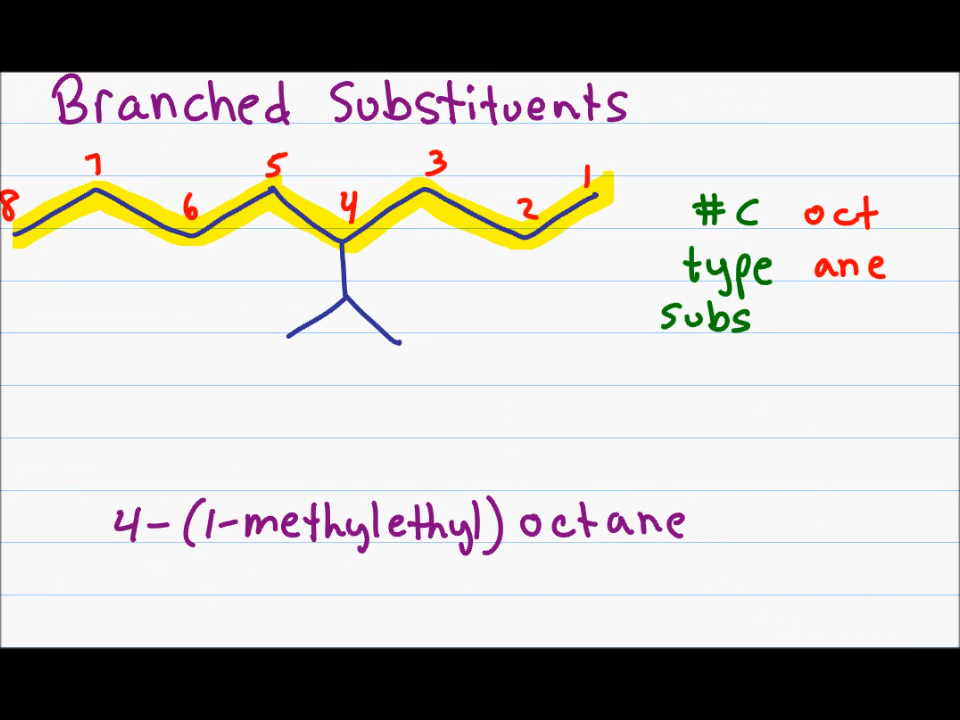 Branched Substituents
8 7 6 5 4 3 2 1
#C oct
type ane
subs
4-(1-methylethyl) octane